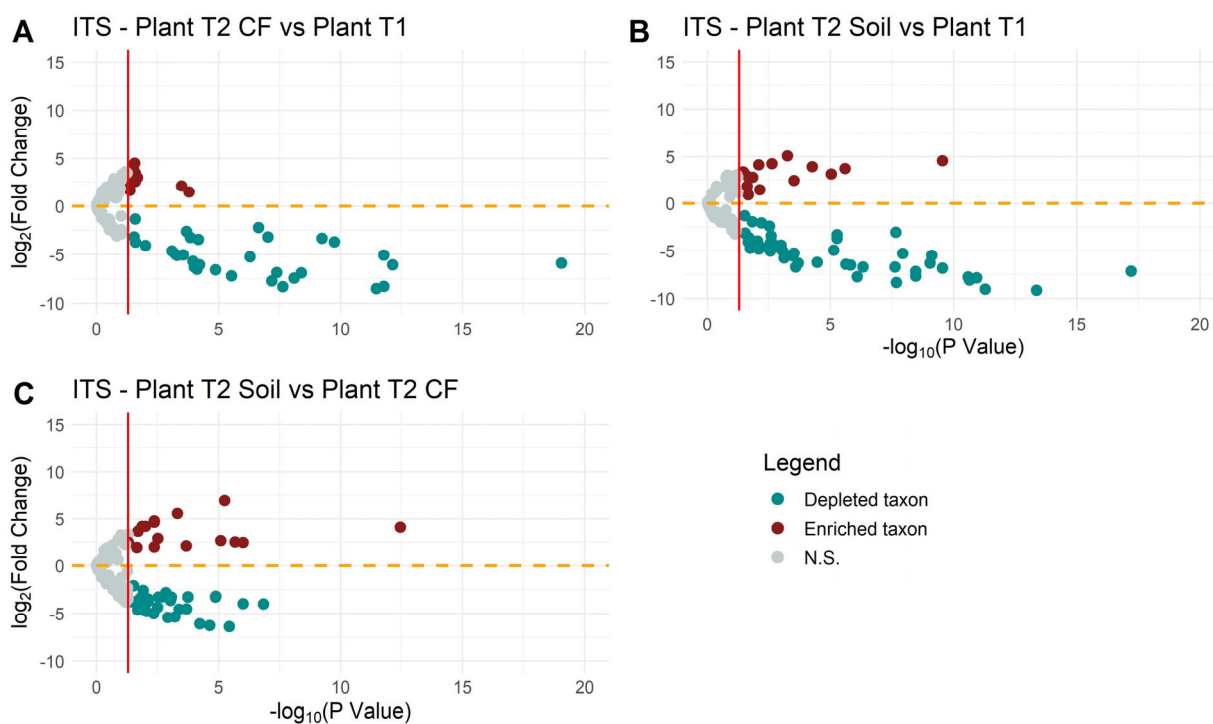 A ITS - Plant T2 CF vs Plant T1
15
10
5
0
-5
-10
log₂(Fold Change)
0 5 10 15 20
B ITS - Plant T2 Soil vs Plant T1
15
10
5
0
-5
-10
0 5 10 15 20
-log₁₀(P Value)
C ITS - Plant T2 Soil vs Plant T2 CF
15
10
5
0
-5
-10
log₂(Fold Change)
0 5 10 15 20
-log₁₀(P Value)
Legend
Depleted taxon
Enriched taxon
N.S.